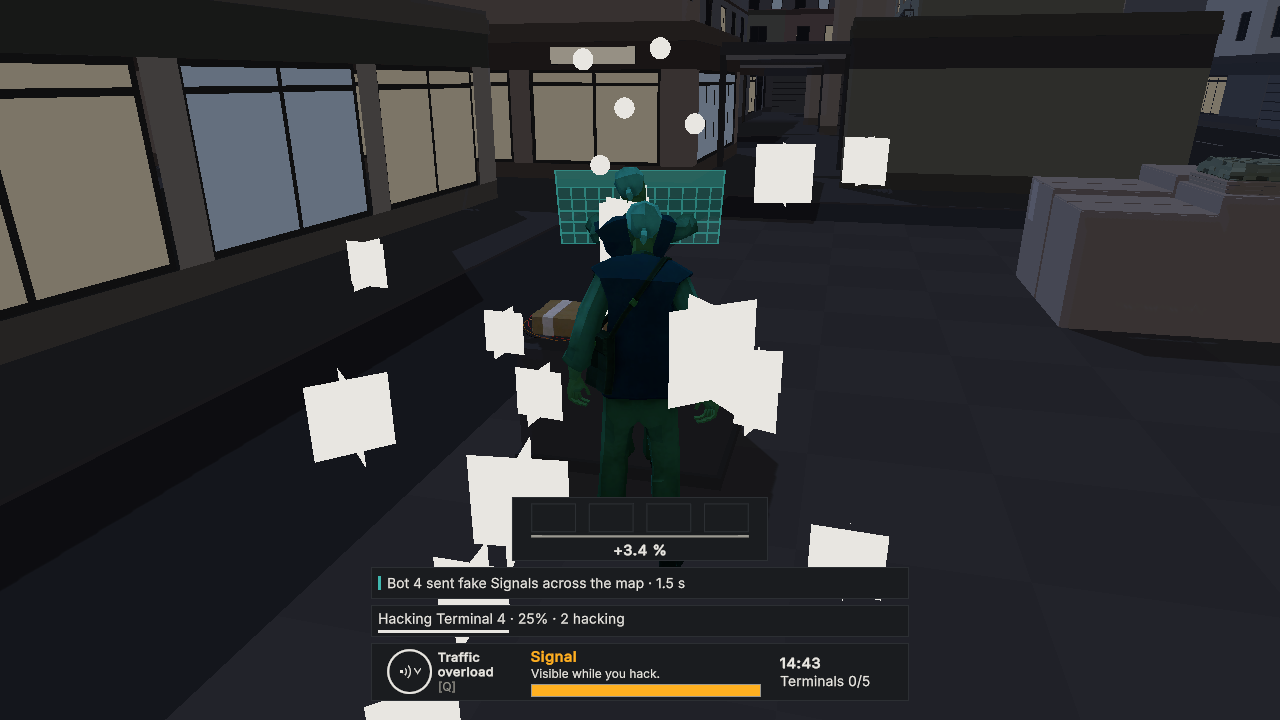 +3.4 %
Bot 4 sent fake Signals across the map · 1.5 s
Hacking Terminal 4 · 25% · 2 hacking
Traffic
overload
[Q]
Signal
Visible while you hack.
14:43
Terminals 0/5